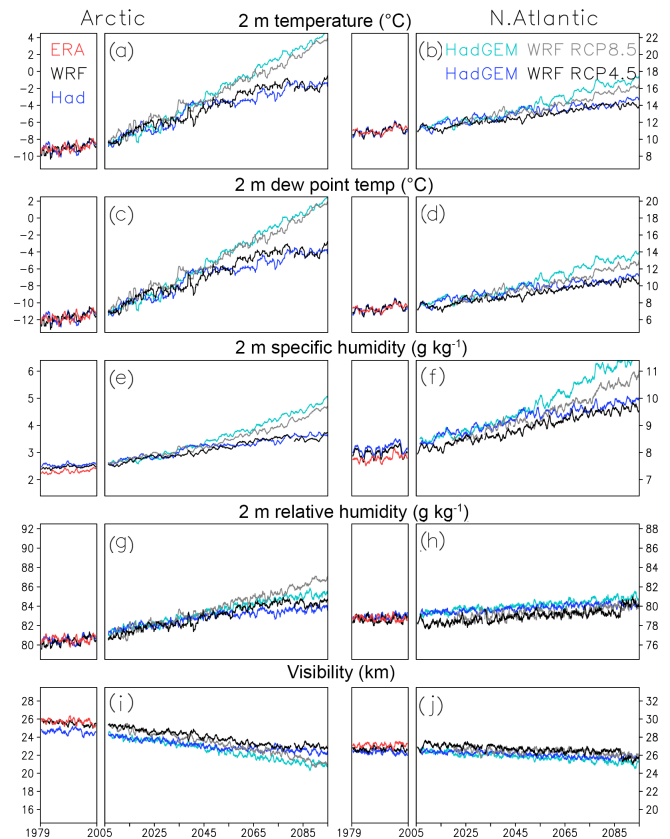 Arctic 2 m temperature (°C) N.Atlantic
4 ERA (a) (b) HadGEM WRF RCP8.5 22
2 WRF HadGEM WRF RCP4.5 20
0 Had 18
−2 16
−4 14
−6 12
−8 10
−10 8
2 m dew point temp (°C)
2 (c) (d) 20
0 18
−2 16
−4 14
−6 12
−8 10
−10 8
−12 6
2 m specific humidity (g kg-1)
6 (e) (f) 11
5 10
4 9
3 8
2 7
2 m relative humidity (g kg-1)
92 (g) (h) 88
90 86
88 84
86 82
84 80
82 78
80 76
Visibility (km)
28 (i) (j) 32
26 30
24 28
22 26
20 24
18 22
16 20
1979 2005 2025 2045 2065 2085 1979 2005 2025 2045 2065 2085